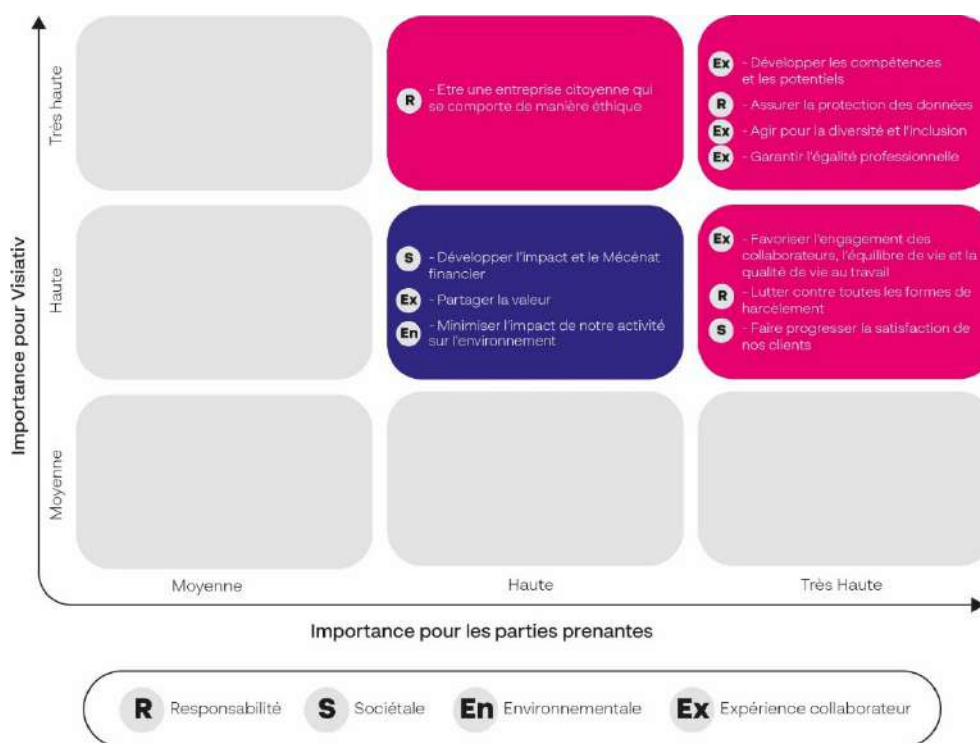 Importance pour Visiativ
Très haute
Haute
Moyenne
R - Etre une entreprise citoyenne qui
se comporte de manière éthique
Ex - Développer les compétences
et les potentiels
R - Assurer la protection des données
Ex - Agir pour la diversité et l'inclusion
Ex - Garantir l'égalité professionnelle
S - Développer l'impact et le Mécénat
financier
Ex - Partager la valeur
En - Minimiser l'impact de notre activité
sur l'environnement
Ex - Favoriser l'engagement des
collaborateurs, l'équilibre de vie et la
qualité de vie au travail
R - Lutter contre toutes les formes de
harcèlement
S - Faire progresser la satisfaction de
nos clients
Moyenne
Haute
Très Haute
Importance pour les parties prenantes
R Responsabilité
S Sociétale
En Environnementale
Ex Expérience collaborateur